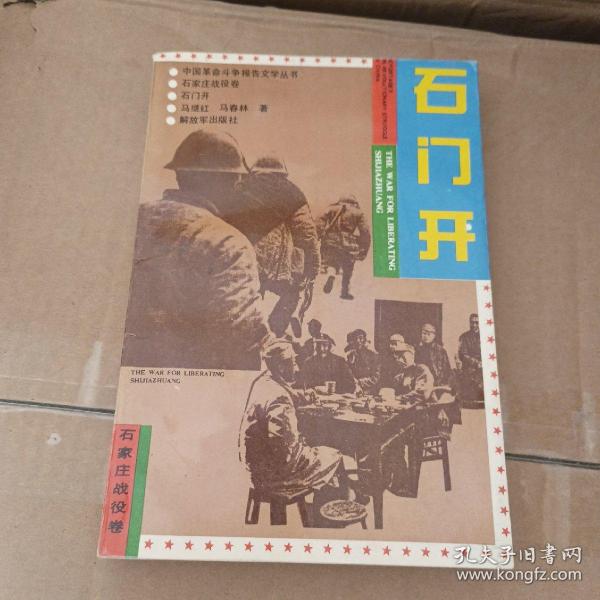 中国革命斗争报告文学丛书
石家庄战役卷
石门开
马继红 马春林 著
解放军出版社
石门开
THE WAR FOR LIBERATING
SHIJIAZHUANG
THE WAR FOR LIBERATING
SHIJIAZHUANG
石家庄战役卷
孔夫子旧书网
www.kongfz.com